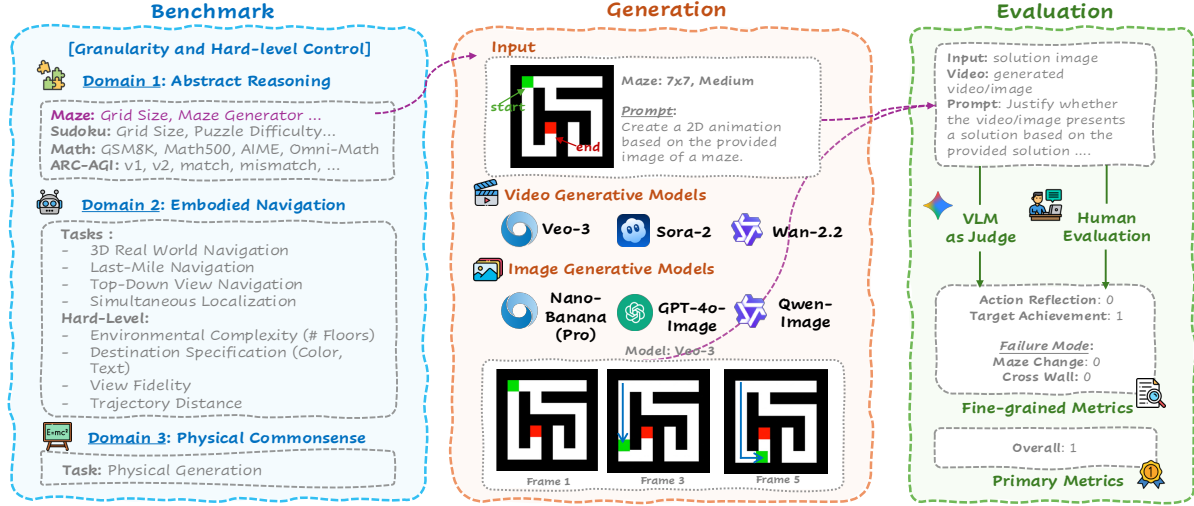 Benchmark
[Granularity and Hard-level Control]
Domain 1: Abstract Reasoning
Maze: Grid Size, Maze Generator ...
Sudoku: Grid Size, Puzzle Difficulty...
Math: GSM8K, Math500, AIME, Omni-Math
ARC-AGI: v1, v2, match, mismatch, ...
Domain 2: Embodied Navigation
Tasks :
- 3D Real World Navigation
- Last-Mile Navigation
- Top-Down View Navigation
- Simultaneous Localization
Hard-Level:
- Environmental Complexity (# Floors)
- Destination Specification (Color,
Text)
- View Fidelity
- Trajectory Distance
E=mc²
Domain 3: Physical Commonsense
Task: Physical Generation
Generation
Input
start
end
Maze: 7x7, Medium
Prompt:
Create a 2D animation
based on the provided
image of a maze.
Video Generative Models
Veo-3
Sora-2
Wan-2.2
Image Generative Models
Nano-
Banana
(Pro)
GPT-4o-
Image
Qwen-
Image
Model: Veo-3
Frame 1
Frame 3
Frame 5
Evaluation
Input: solution image
Video: generated
video/image
Prompt: Justify whether
the video/image presents
a solution based on the
provided solution ....
VLM
as Judge
Human
Evaluation
Action Reflection: 0
Target Achievement: 1
Failure Mode:
Maze Change: 0
Cross Wall: 0
Fine-grained Metrics
Overall: 1
1
Primary Metrics